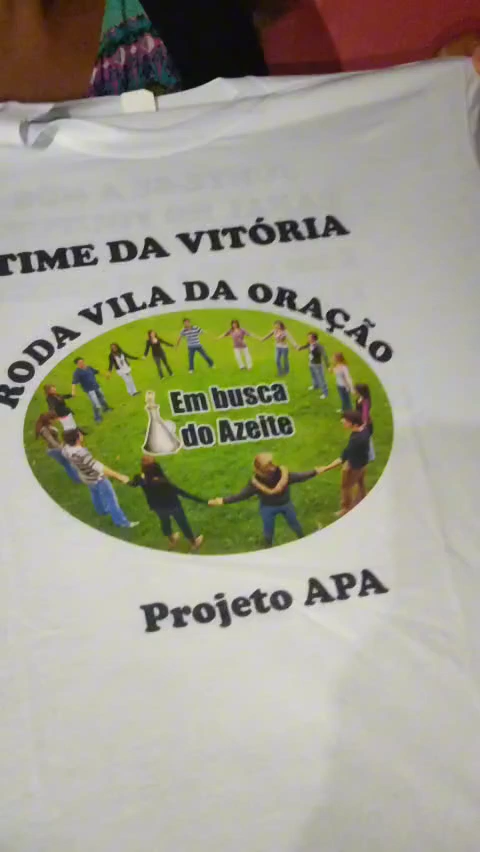 TIME DA VITÓRIA
RODA VILA DA ORAÇÃO
Em busca
do Azeite
Projeto APA